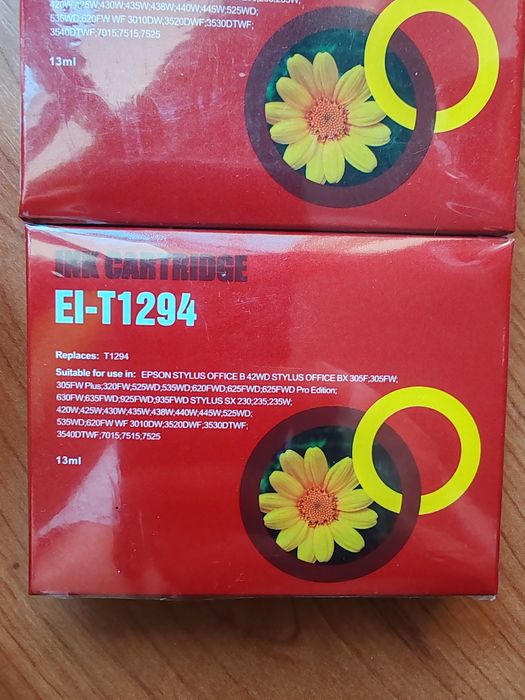 420W;425W;430W;435W;438W;440W;445W;525WD;
535WD;620FW WF 3010DW;3520DWF;3530DTWF;
3540DTWF;7015;7515;7525
13ml
INK CARTRIDGE
EI-T1294
Replaces: T1294
Suitable for use in: EPSON STYLUS OFFICE B 42WD STYLUS OFFICE BX 305F;305FW;
305FW Plus;320FW;525WD;535WD;620FWD;625FWD;625FWD Pro Edition;
630FW;635FWD;925FWD;935FWD STYLUS SX 230;235;235W;
420W;425W;430W;435W;438W;440W;445W;525WD;
535WD;620FW WF 3010DW;3520DWF;3530DTWF;
3540DTWF;7015;7515;7525
13ml